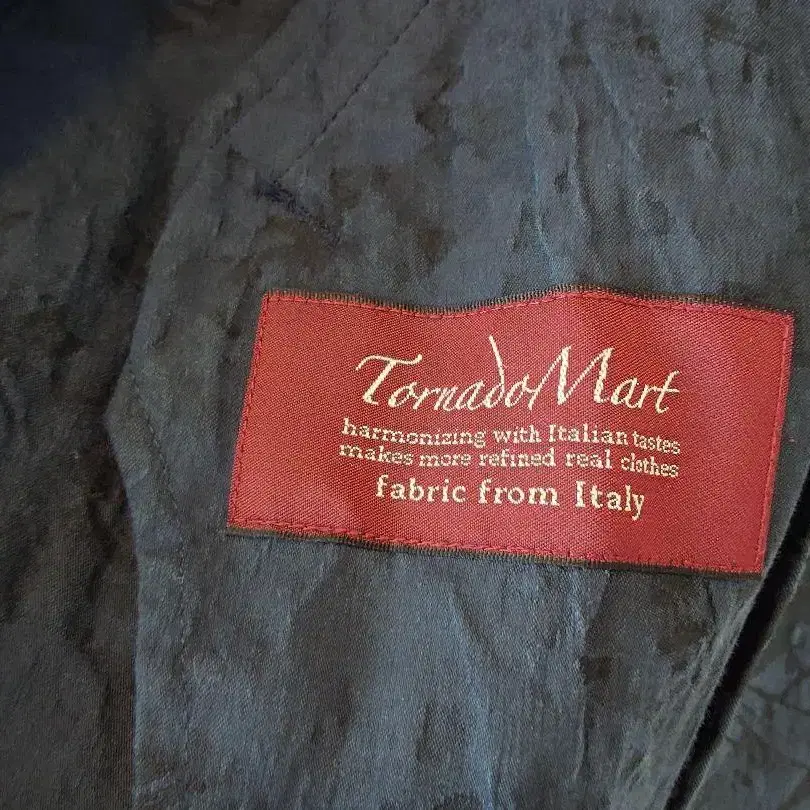 TornadoMart
harmonizing with Italian tastes
makes more refined real clothes
fabric from Italy